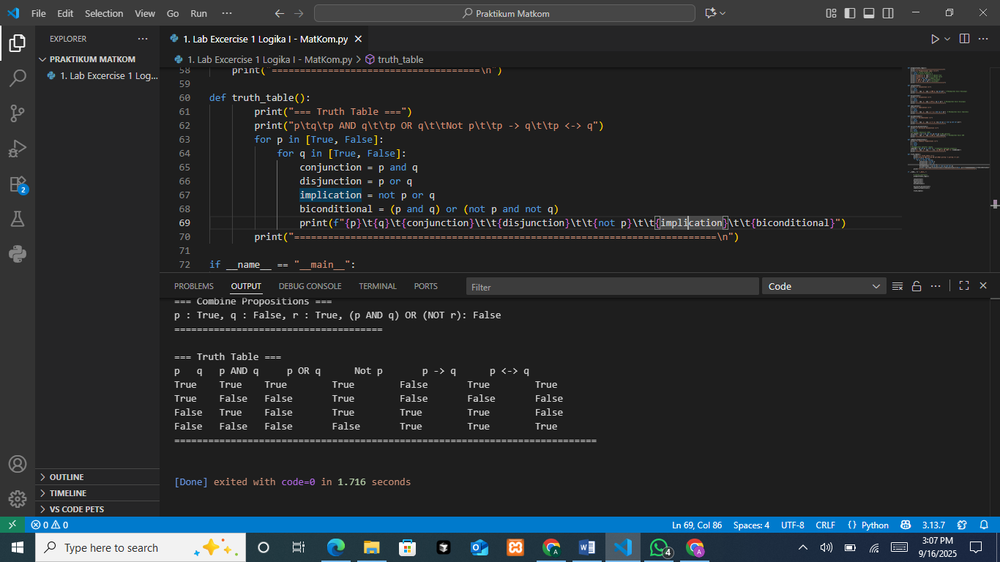 File Edit Selection View Go Run ··· Praktikum Matkom
EXPLORER ···
PRAKTIKUM MATKOM
1. Lab Excercise 1 Log...
OUTLINE
TIMELINE
VS CODE PETS
2
1. Lab Excercise 1 Logika I - MatKom.py
1. Lab Excercise 1 Logika I - MatKom.py > truth_table
58 print("=====================================\n")
59
60 def truth_table():
61 print("=== Truth Table ===")
62 print("p\tq\tp AND q\t\tp OR q\t\tNot p\t\tp -> q\t\tp <-> q")
63 for p in [True, False]:
64 for q in [True, False]:
65 conjunction = p and q
66 disjunction = p or q
67 implication = not p or q
68 biconditional = (p and q) or (not p and not q)
69 print(f"{p}\t{q}\t{conjunction}\t\t{disjunction}\t\t{not p}\t\t{implication}\t\t{biconditional}")
70 print("===========================================================================\n")
71
72 if __name__ == "__main__":
PROBLEMS OUTPUT DEBUG CONSOLE TERMINAL PORTS Filter Code
=== Combine Propositions ===
p : True, q : False, r : True, (p AND q) OR (NOT r): False
=====================================
=== Truth Table ===
p q p AND q p OR q Not p p -> q p <-> q
True True True True False True True
True False False True False False False
False True False True True True False
False False False False True True True
===========================================================================
[Done] exited with code=0 in 1.716 seconds
0 0 Ln 69, Col 86 Spaces: 4 UTF-8 CRLF {} Python 3.13.7
Type here to search 4 3:07 PM
9/16/2025